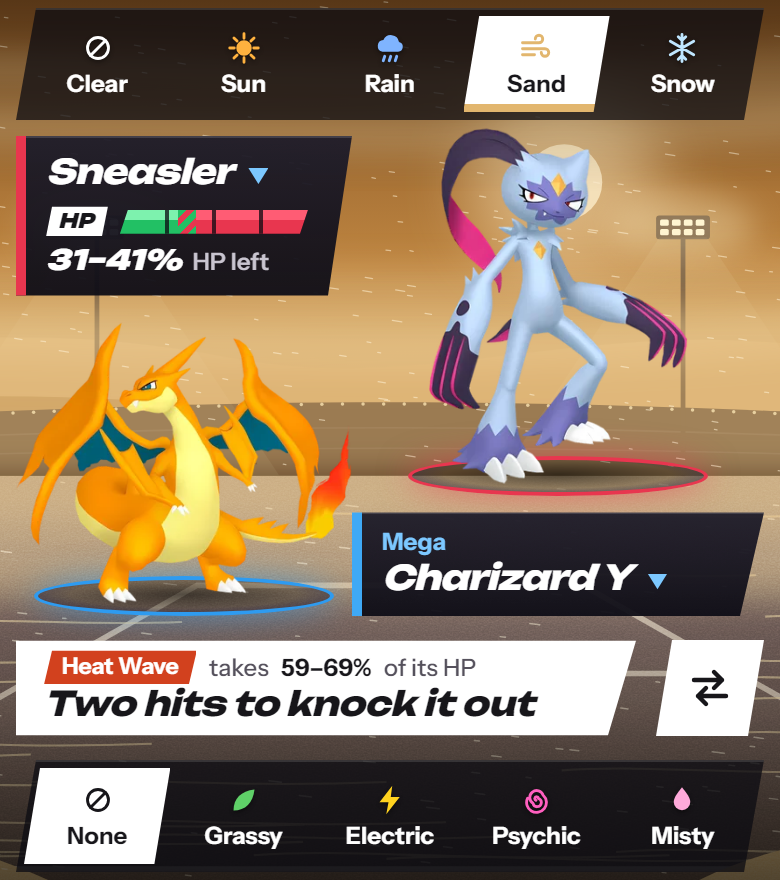 Clear Sun Rain Sand Snow
Sneasler
HP
31–41% HP left
Mega
Charizard Y
Heat Wave takes 59–69% of its HP
Two hits to knock it out
None Grassy Electric Psychic Misty